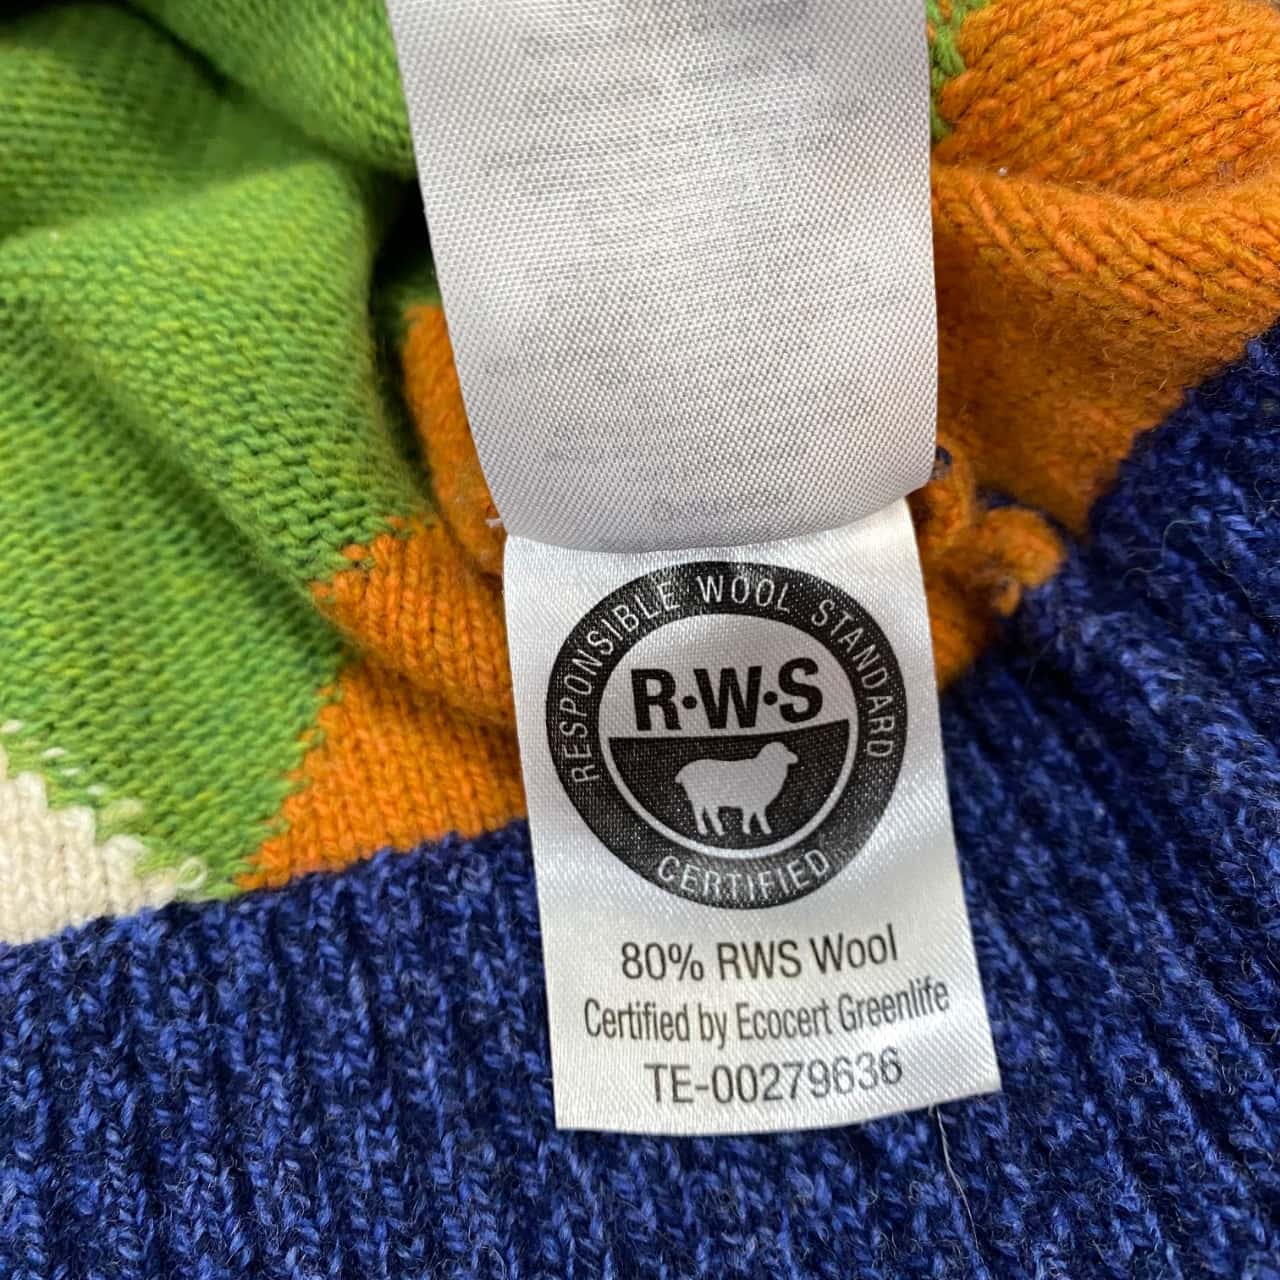 RESPONSIBLE WOOL STANDARD
R·W·S
CERTIFIED
80% RWS Wool
Certified by Ecocert Greenlife
TE-00279636